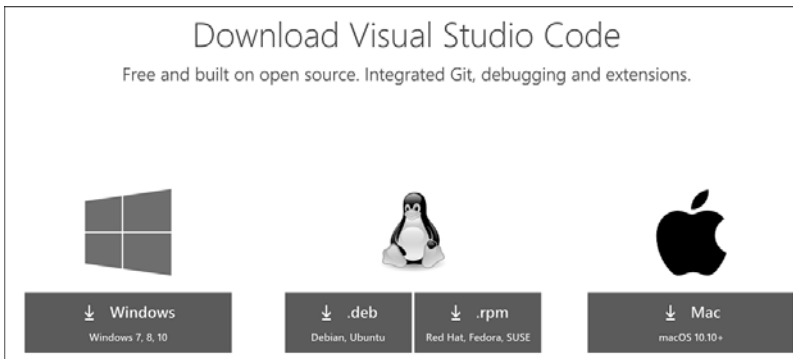 Download Visual Studio Code
Free and built on open source. Integrated Git, debugging and extensions.
Windows
Windows 7, 8, 10
.deb
Debian, Ubuntu
.rpm
Red Hat, Fedora, SUSE
Mac
macOS 10.10+